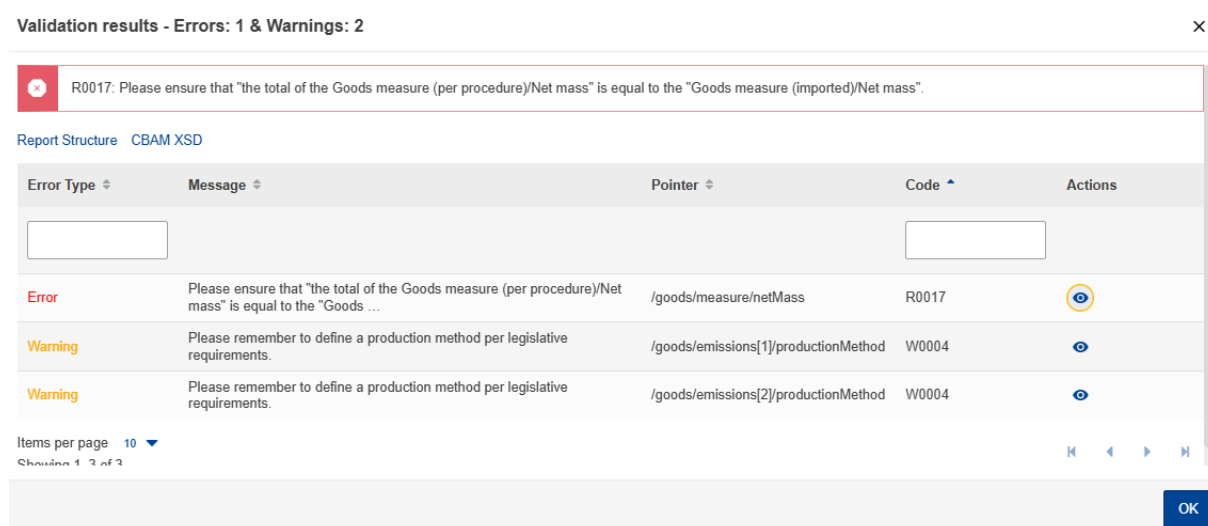 Validation results - Errors: 1 & Warnings: 2
R0017: Please ensure that "the total of the Goods measure (per procedure)/Net mass" is equal to the "Goods measure (imported)/Net mass".
Report Structure CBAM XSD
Error Type Message Pointer Code Actions
Error Please ensure that "the total of the Goods measure (per procedure)/Net mass" is equal to the "Goods ... /goods/measure/netMass R0017
Warning Please remember to define a production method per legislative requirements. /goods/emissions[1]/productionMethod W0004
Warning Please remember to define a production method per legislative requirements. /goods/emissions[2]/productionMethod W0004
Items per page 10
Showing 1-3 of 3
OK